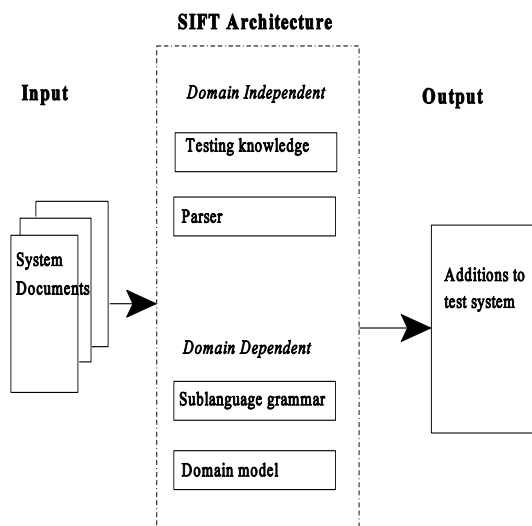 SIFT Architecture
Input
Domain Independent
Output
Testing knowledge
Parser
System
Documents
Additions to
test system
Domain Dependent
Sublanguage grammar
Domain model